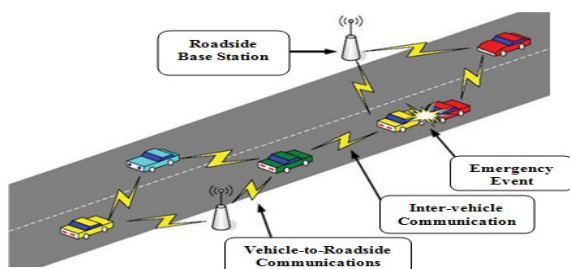 Roadside
Base Station
Emergency
Event
Inter-vehicle
Communication
Vehicle-to-Roadside
Communications